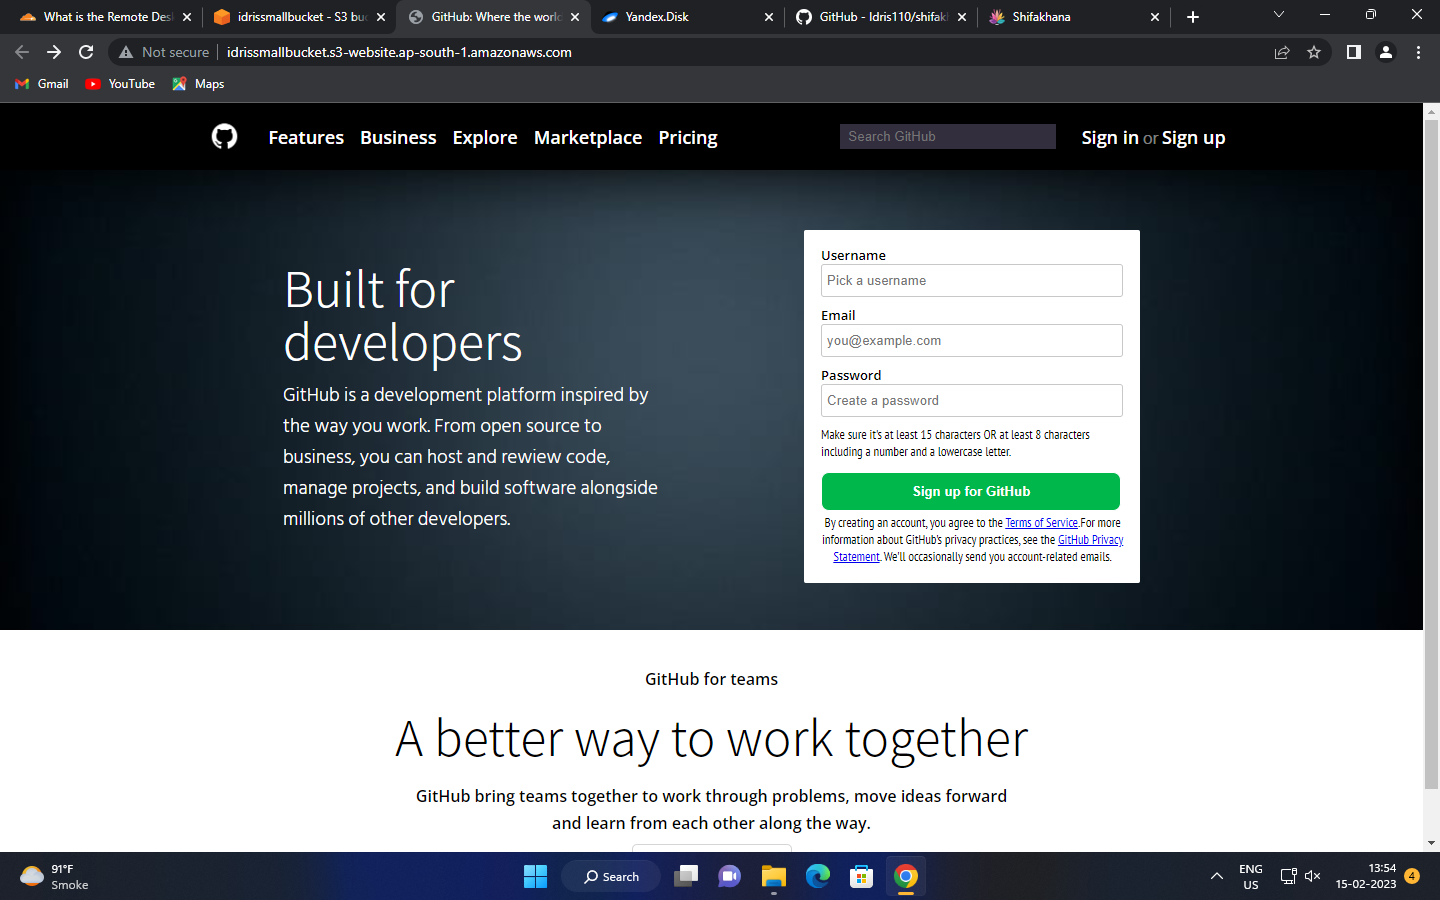 What is the Remote Des
idrissmallbucket - S3 bu
GitHub: Where the worl
Yandex.Disk
GitHub - Idris110/shifak
Shifakhana
Not secure
idrissmallbucket.s3-website.ap-south-1.amazonaws.com
Gmail
YouTube
Maps
Features
Business
Explore
Marketplace
Pricing
Search GitHub
Sign in or Sign up
Built for
developers
GitHub is a development platform inspired by
the way you work. From open source to
business, you can host and rewiew code,
manage projects, and build software alongside
millions of other developers.
Username
Pick a username
Email
you@example.com
Password
Create a password
Make sure it's at least 15 characters OR at least 8 characters
including a number and a lowercase letter.
Sign up for GitHub
By creating an account, you agree to the Terms of Service.For more
information about GitHub's privacy practices, see the GitHub Privacy
Statement. We'll occasionally send you account-related emails.
GitHub for teams
A better way to work together
GitHub bring teams together to work through problems, move ideas forward
and learn from each other along the way.
91°F
Smoke
Search
ENG
US
13:54
15-02-2023
4